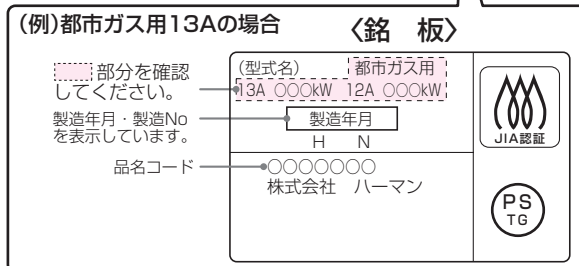 (例)都市ガス用13Aの場合
〈銘 板〉
部分を確認
してください。
製造年月・製造No
を表示しています。
品名コード
(型式名) 都市ガス用
13A ○○○kW 12A ○○○kW
製造年月
H N
○○○○○○○
株式会社 ハーマン
JIA認証
PS
TG